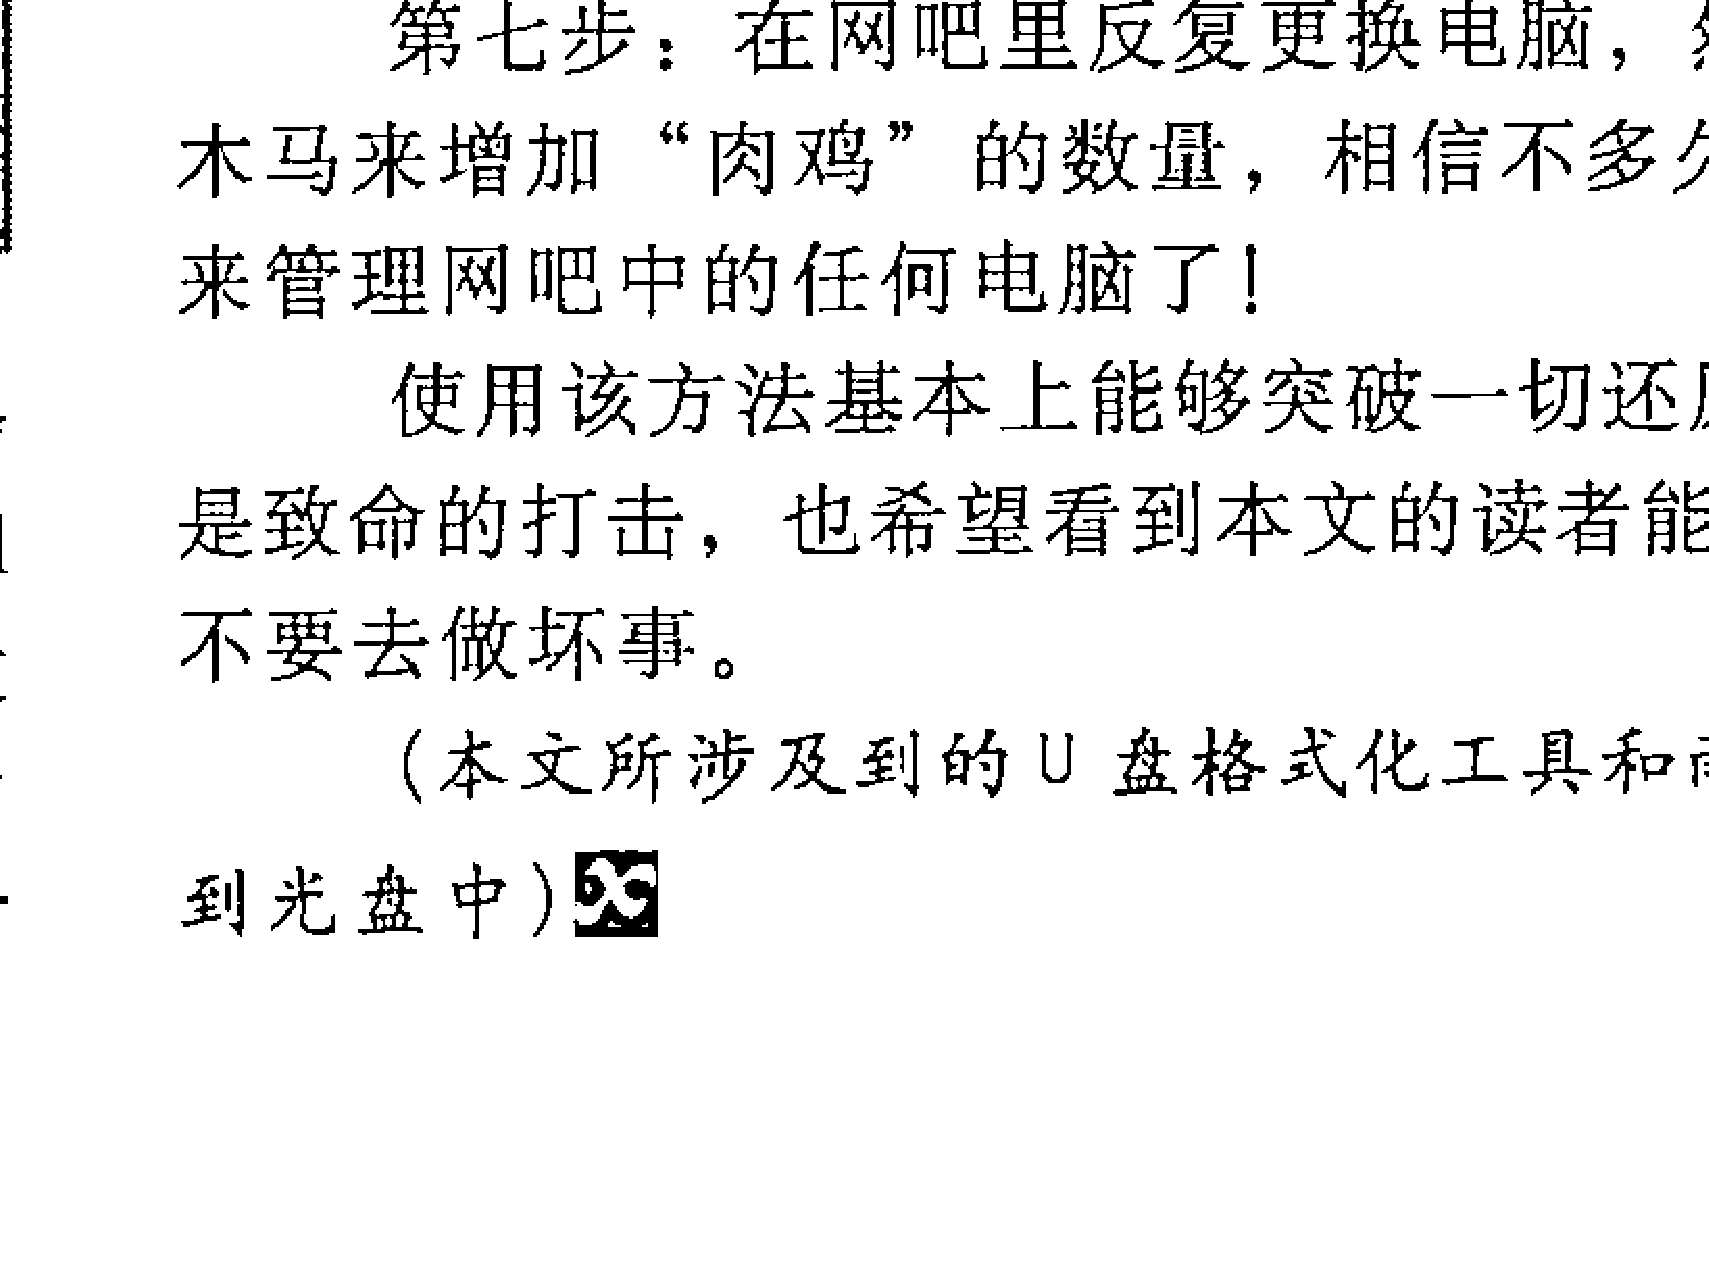 第七步：在网吧里反复更换电脑，
木马来增加“肉鸡”的数量，相信不多
来管理网吧中的任何电脑了！
使用该方法基本上能够突破一切还
是致命的打击，也希望看到本文的读者能
不要去做坏事。
(本文所涉及到的 U 盘格式化工具和
到光盘中)